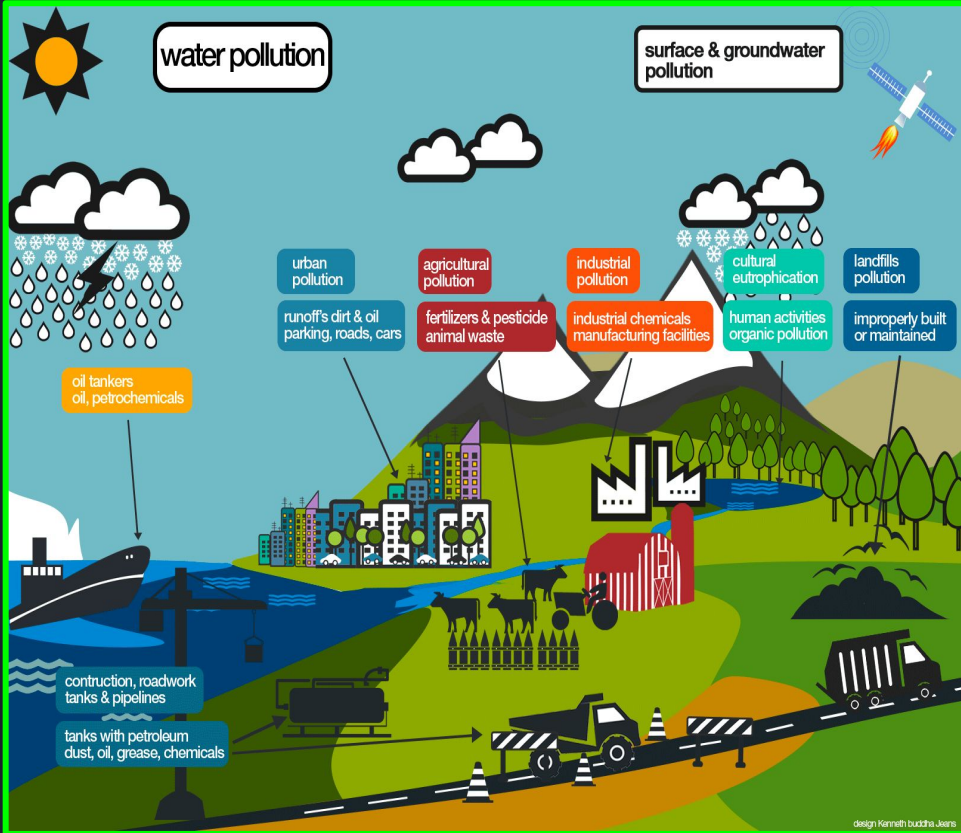 water pollution
surface & groundwater
pollution
urban
pollution
runoff's dirt & oil
parking, roads, cars
agricultural
pollution
fertilizers & pesticide
animal waste
industrial
pollution
industrial chemicals
manufacturing facilities
cultural
eutrophication
human activities
organic pollution
landfills
pollution
improperly built
or maintained
oil tankers
oil, petrochemicals
contruction, roadwork
tanks & pipelines
tanks with petroleum
dust, oil, grease, chemicals
design Kenneth buddha Jeans